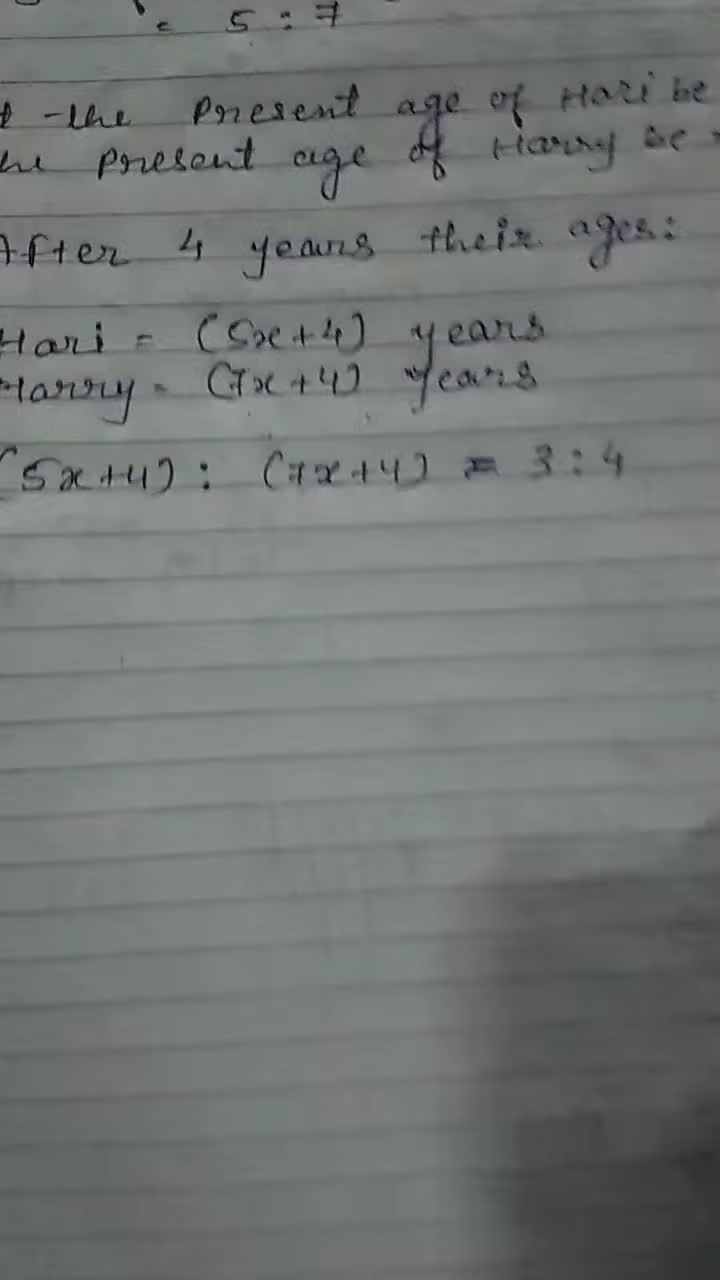 = 5 : 7
the Present age of Hari be
Present age of Harry be
After 4 years their ages:
Hari = (5x+4) years
Harry = (7x+4) years
(5x+4) : (7x+4) = 3 : 4